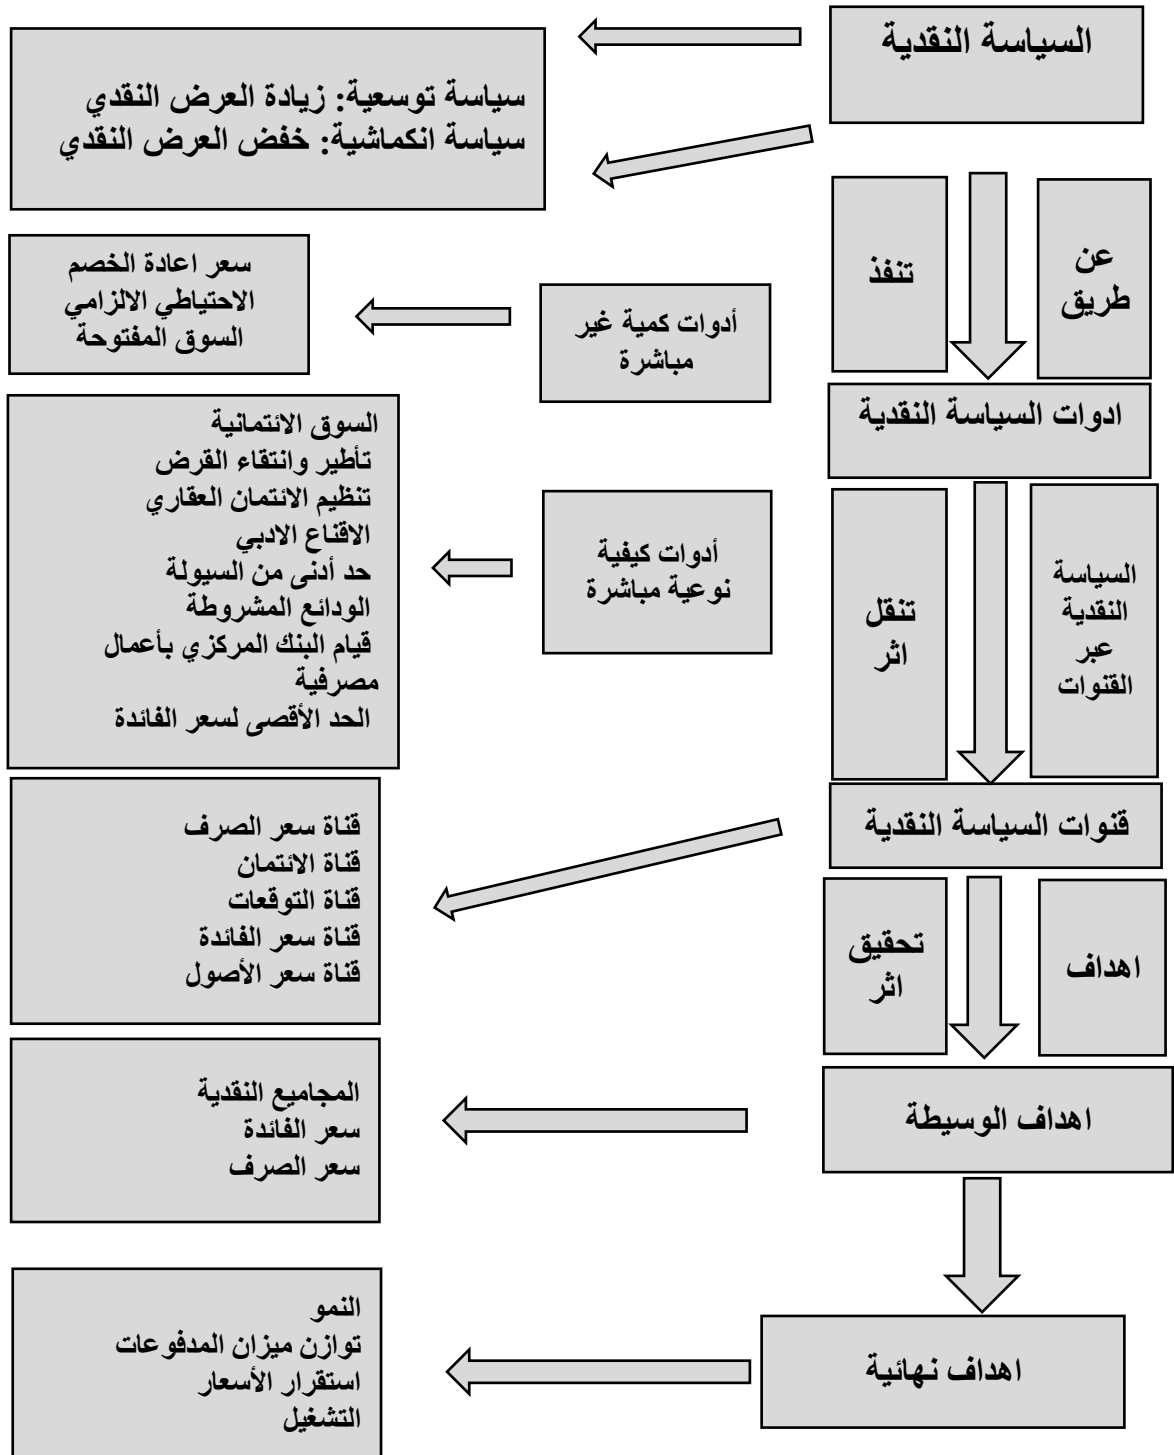 السياسة النقدية
سياسة توسعية: زيادة العرض النقدي
سياسة انكماشية: خفض العرض النقدي
عن
طريق
تنفذ
سعر اعادة الخصم
الاحتياطي الالزامي
السوق المفتوحة
أدوات كمية غير
مباشرة
ادوات السياسة النقدية
السوق الائتمانية
تأطير وانتقاء القرض
تنظيم الائتمان العقاري
الاقناع الادبي
حد أدنى من السيولة
الودائع المشروطة
قيام البنك المركزي بأعمال
مصرفية
الحد الأقصى لسعر الفائدة
أدوات كيفية
نوعية مباشرة
السياسة
النقدية
عبر
القنوات
تنقل
اثر
قنوات السياسة النقدية
قناة سعر الصرف
قناة الائتمان
قناة التوقعات
قناة سعر الفائدة
قناة سعر الأصول
اهداف
تحقيق
اثر
اهداف الوسيطة
المجاميع النقدية
سعر الفائدة
سعر الصرف
اهداف نهائية
النمو
توازن ميزان المدفوعات
استقرار الأسعار
التشغيل